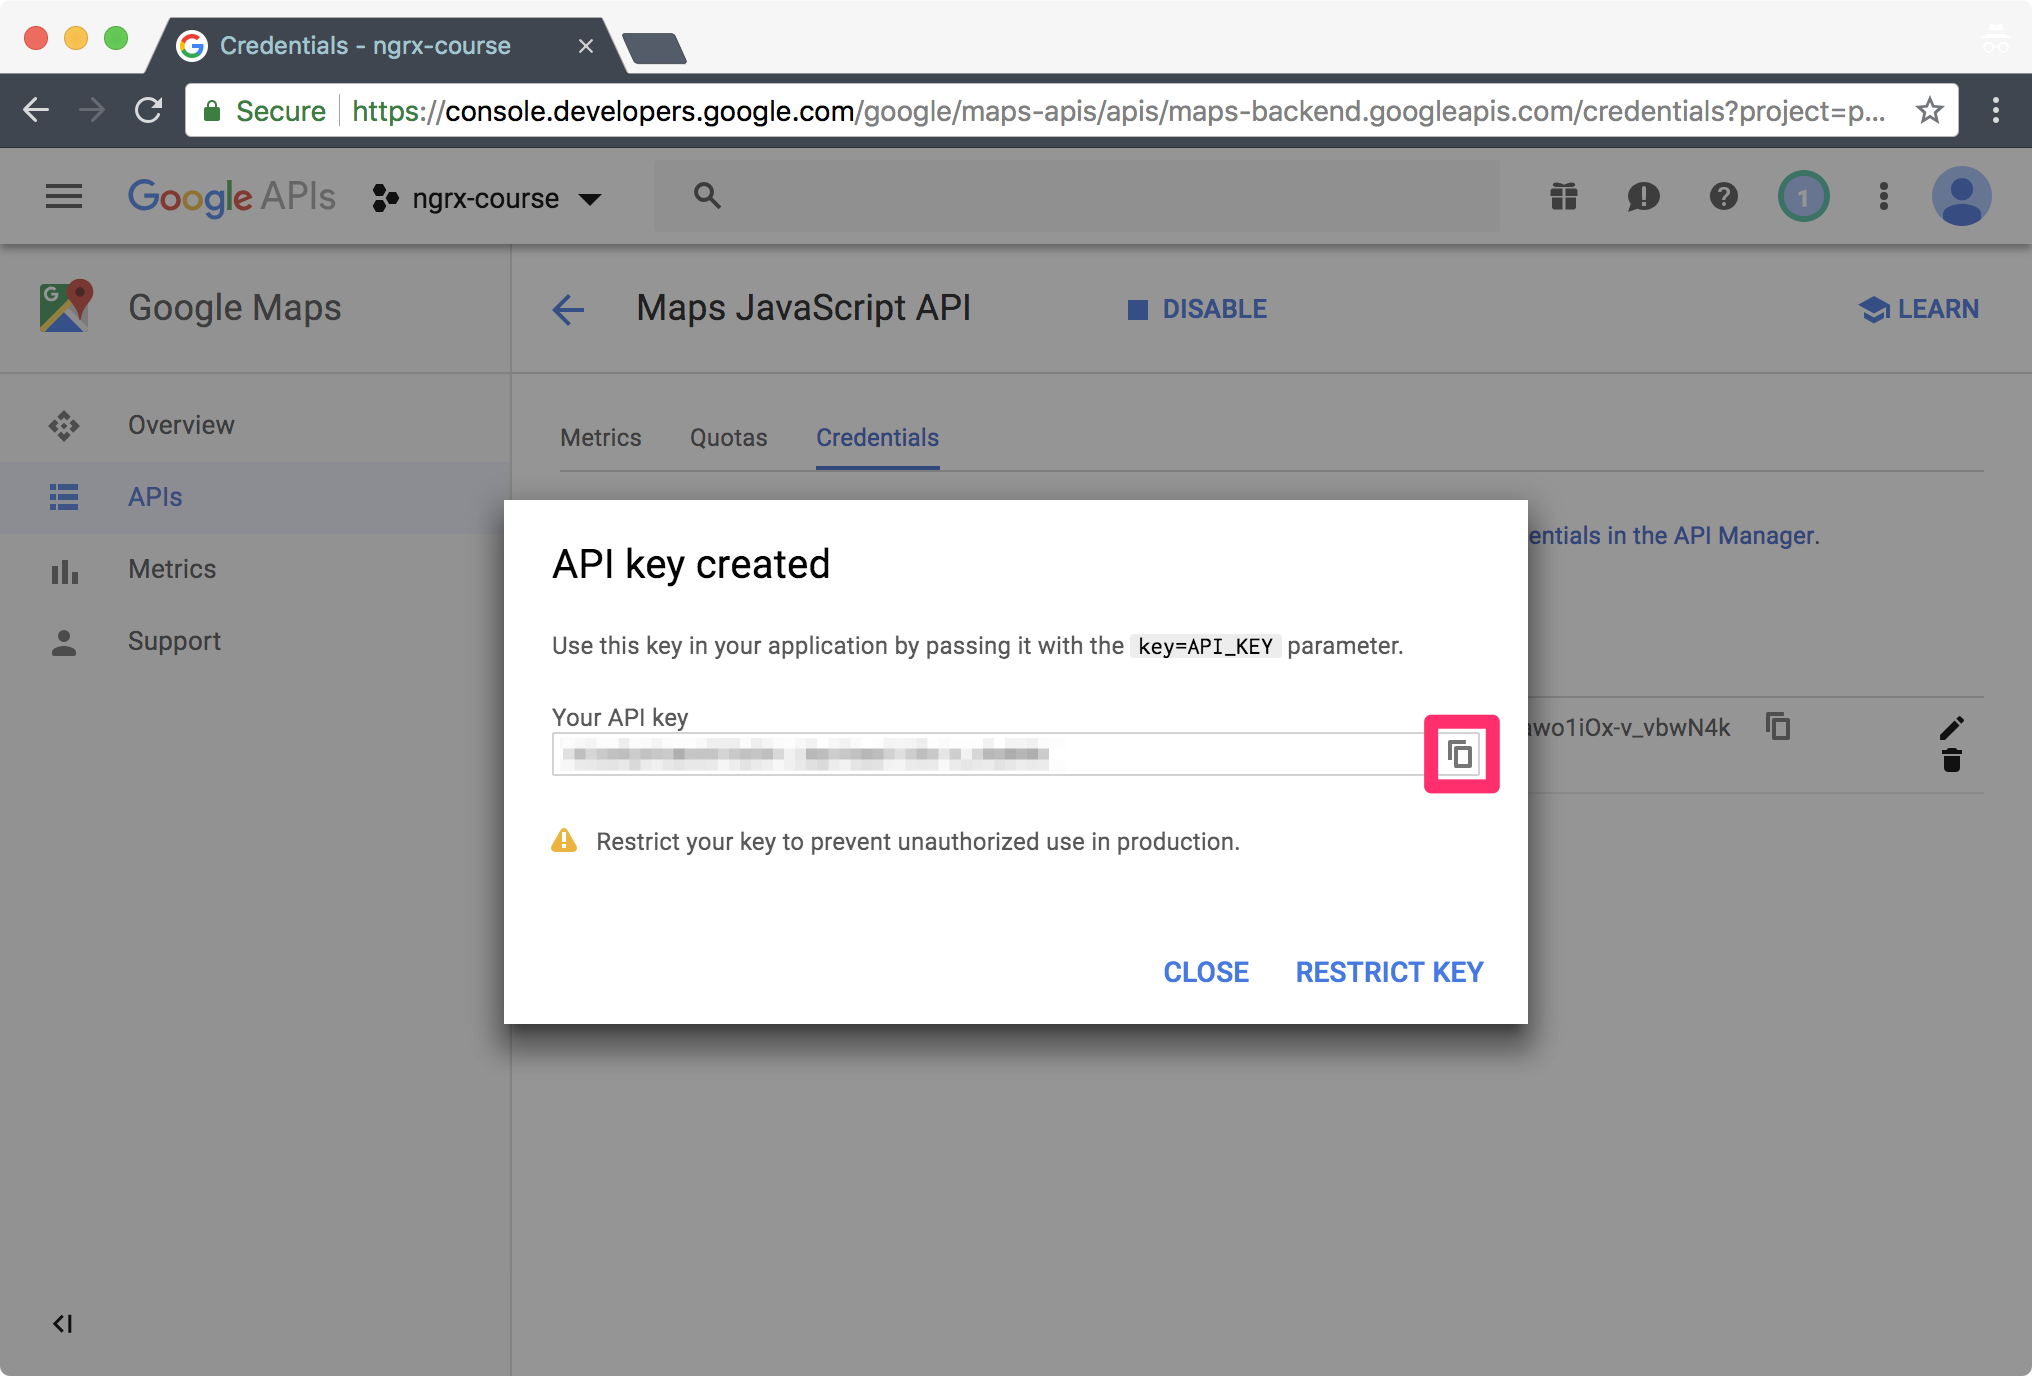 Credentials - ngrx-course
Secure https://console.developers.google.com/google/maps-apis/apis/maps-backend.googleapis.com/credentials?project=p...
Google APIs ngrx-course 1
Google Maps
Maps JavaScript API DISABLE LEARN
Overview
APIs
Metrics
Support
Metrics Quotas Credentials
entials in the API Manager.
API key created
Use this key in your application by passing it with the key=API_KEY parameter.
Your API key
wo1iOx-v_vbwN4k
Restrict your key to prevent unauthorized use in production.
CLOSE RESTRICT KEY